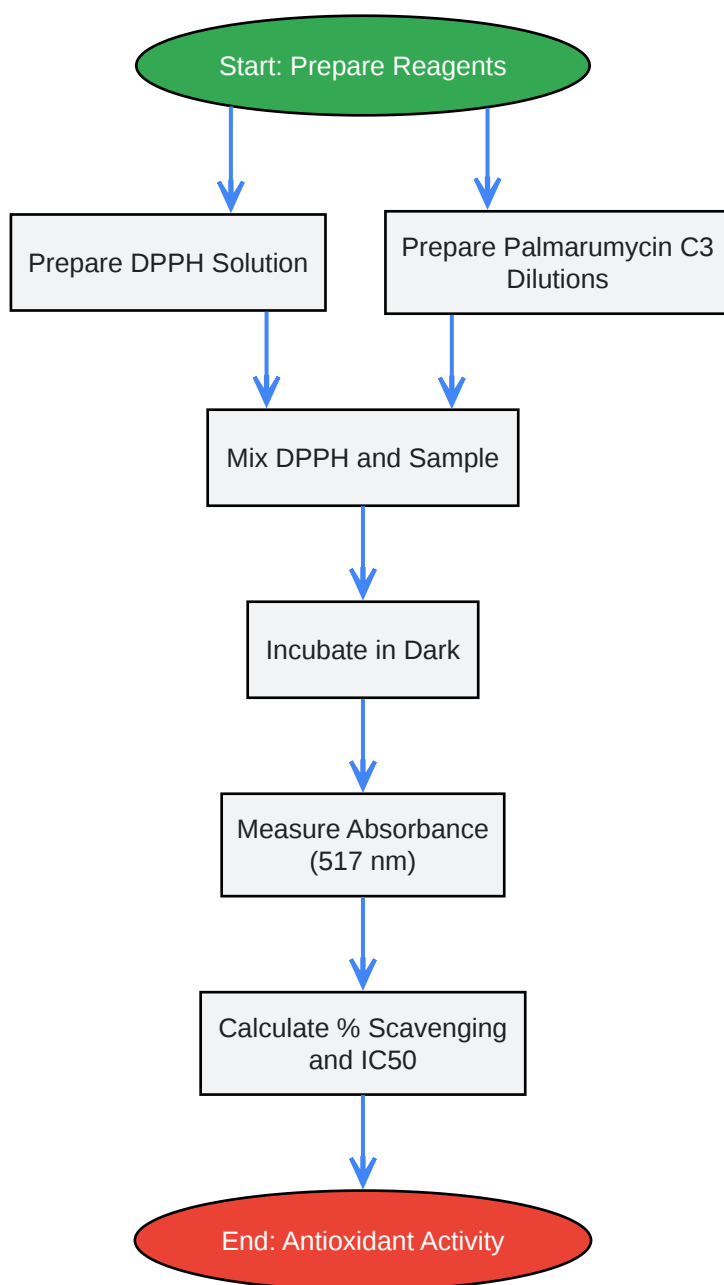 Start: Prepare Reagents
Prepare DPPH Solution
Prepare Palmarumycin C3
Dilutions
Mix DPPH and Sample
Incubate in Dark
Measure Absorbance
(517 nm)
Calculate % Scavenging
and IC50
End: Antioxidant Activity